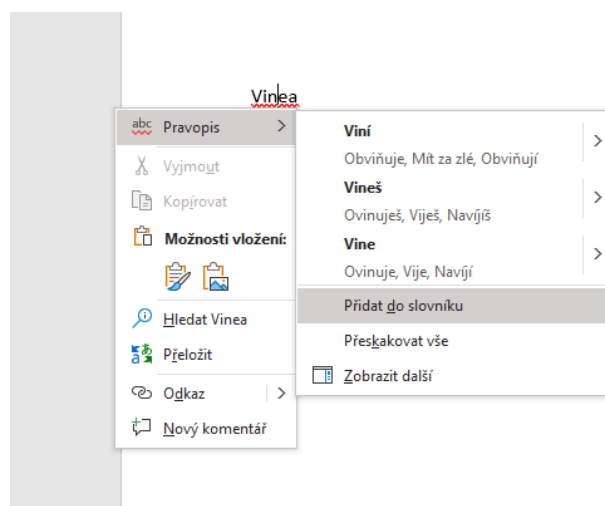 Vinea
abc Pravopis
Vyjmout
Kopírovat
Možnosti vložení:
Hledat Vinea
Přeložit
Odkaz
Nový komentář
Viní
Obviňuje, Mít za zlé, Obviňují
Vineš
Ovinuješ, Viješ, Navíjíš
Vine
Ovinuje, Vije, Navíjí
Přidat do slovníku
Přeskakovat vše
Zobrazit další